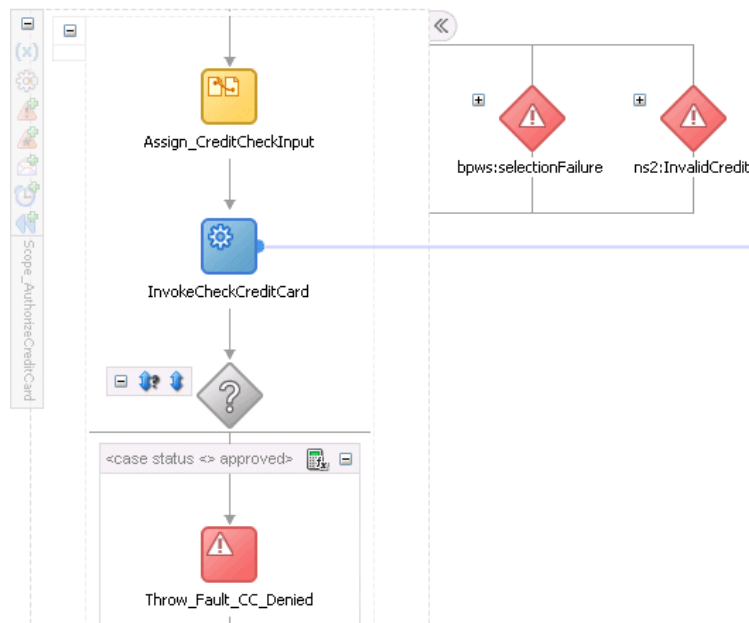 Assign_CreditCheckInput
bpws:selectionFailure
ns2:InvalidCredit
InvokeCheckCreditCard
Scope_AuthorizeCreditCard
<case status <> approved>
Throw_Fault_CC_Denied